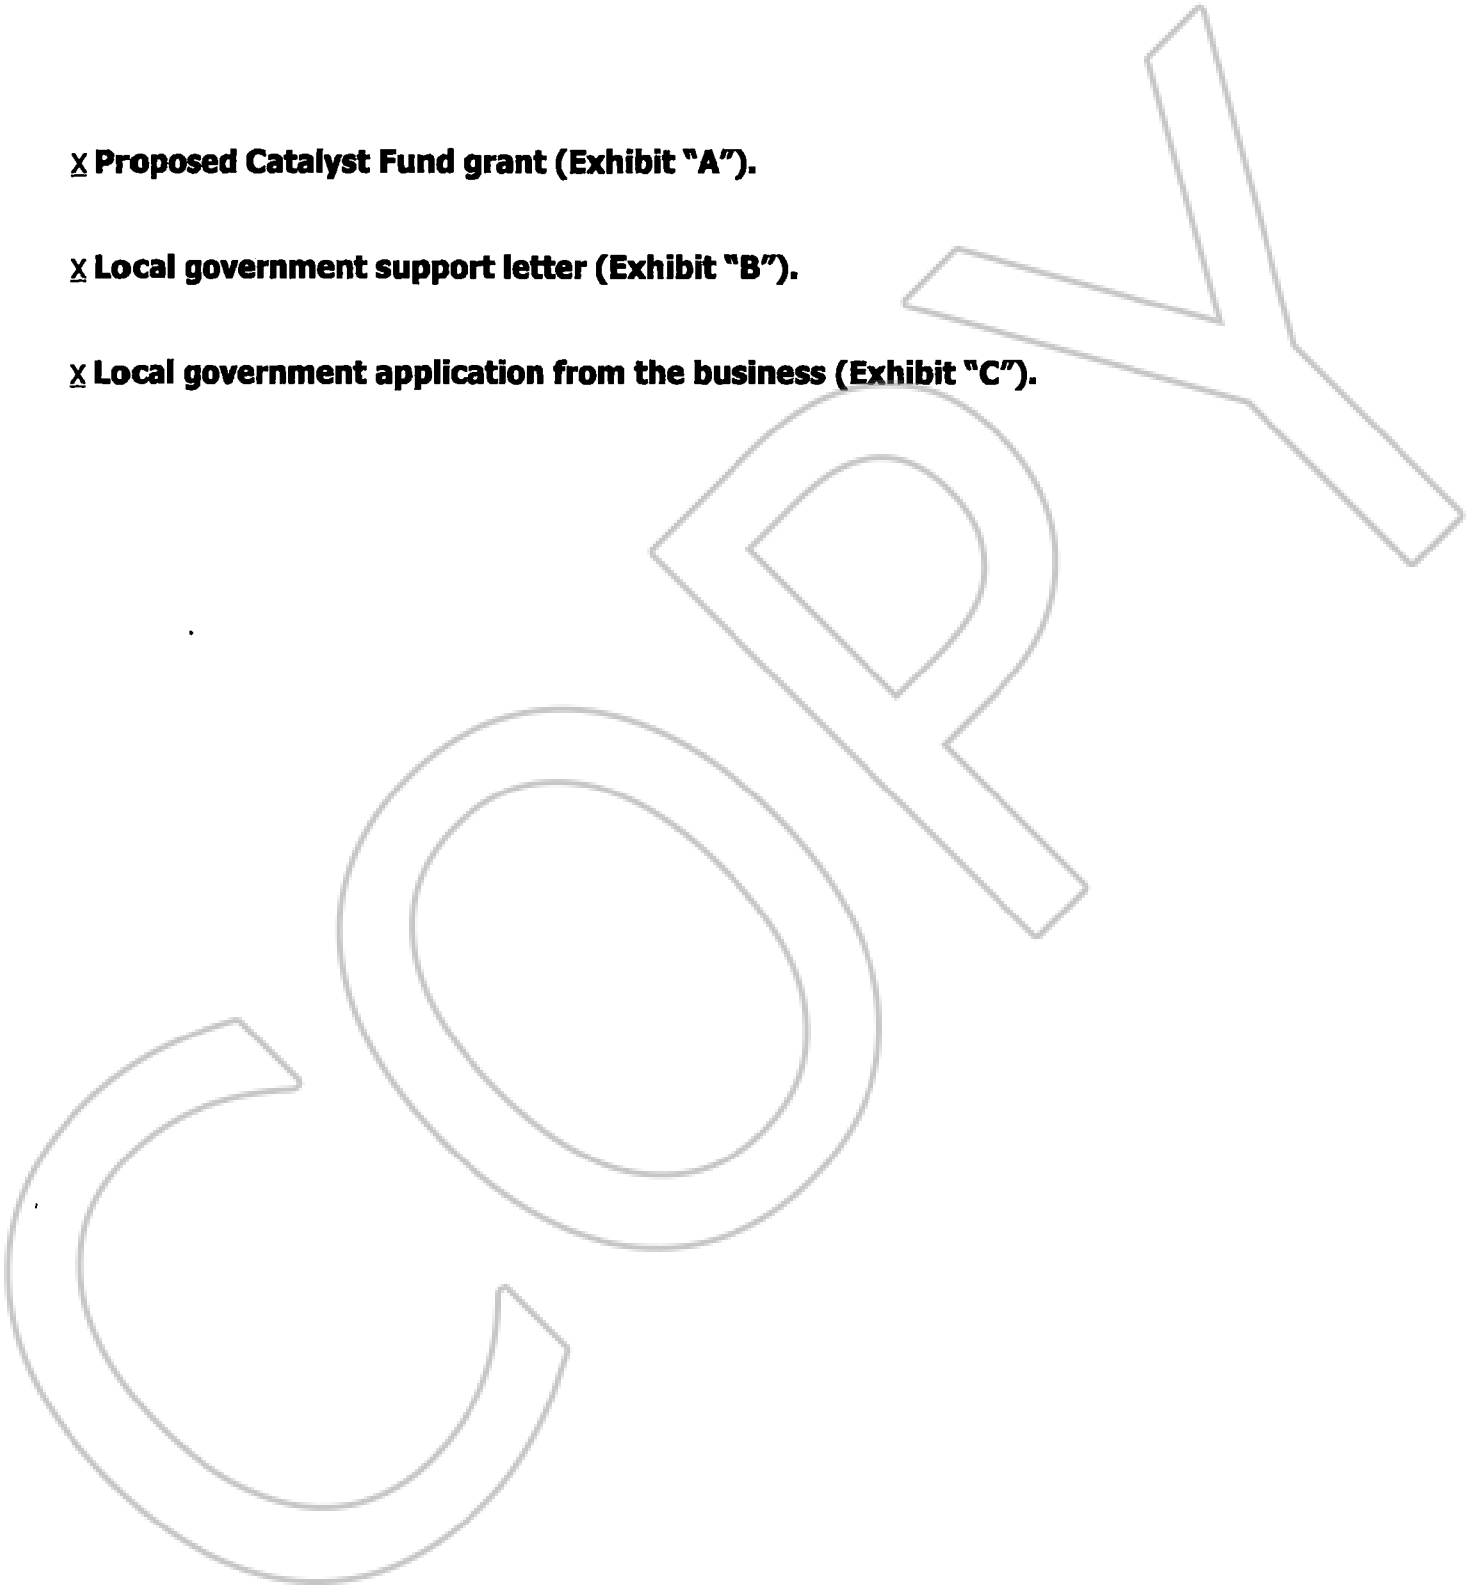 X Proposed Catalyst Fund grant (Exhibit “A”).
X Local government support letter (Exhibit “B”).
X Local government application from the business (Exhibit “C”).
COPY